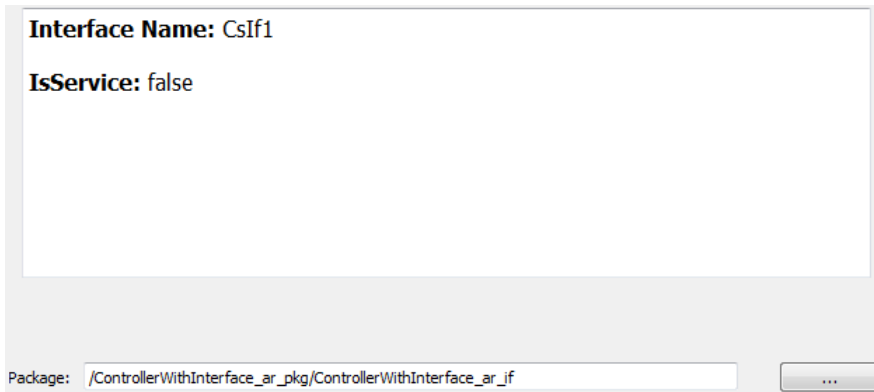 Interface Name: CsIf1
IsService: false
Package: /ControllerWithInterface_ar_pkg/ControllerWithInterface_ar_if ...